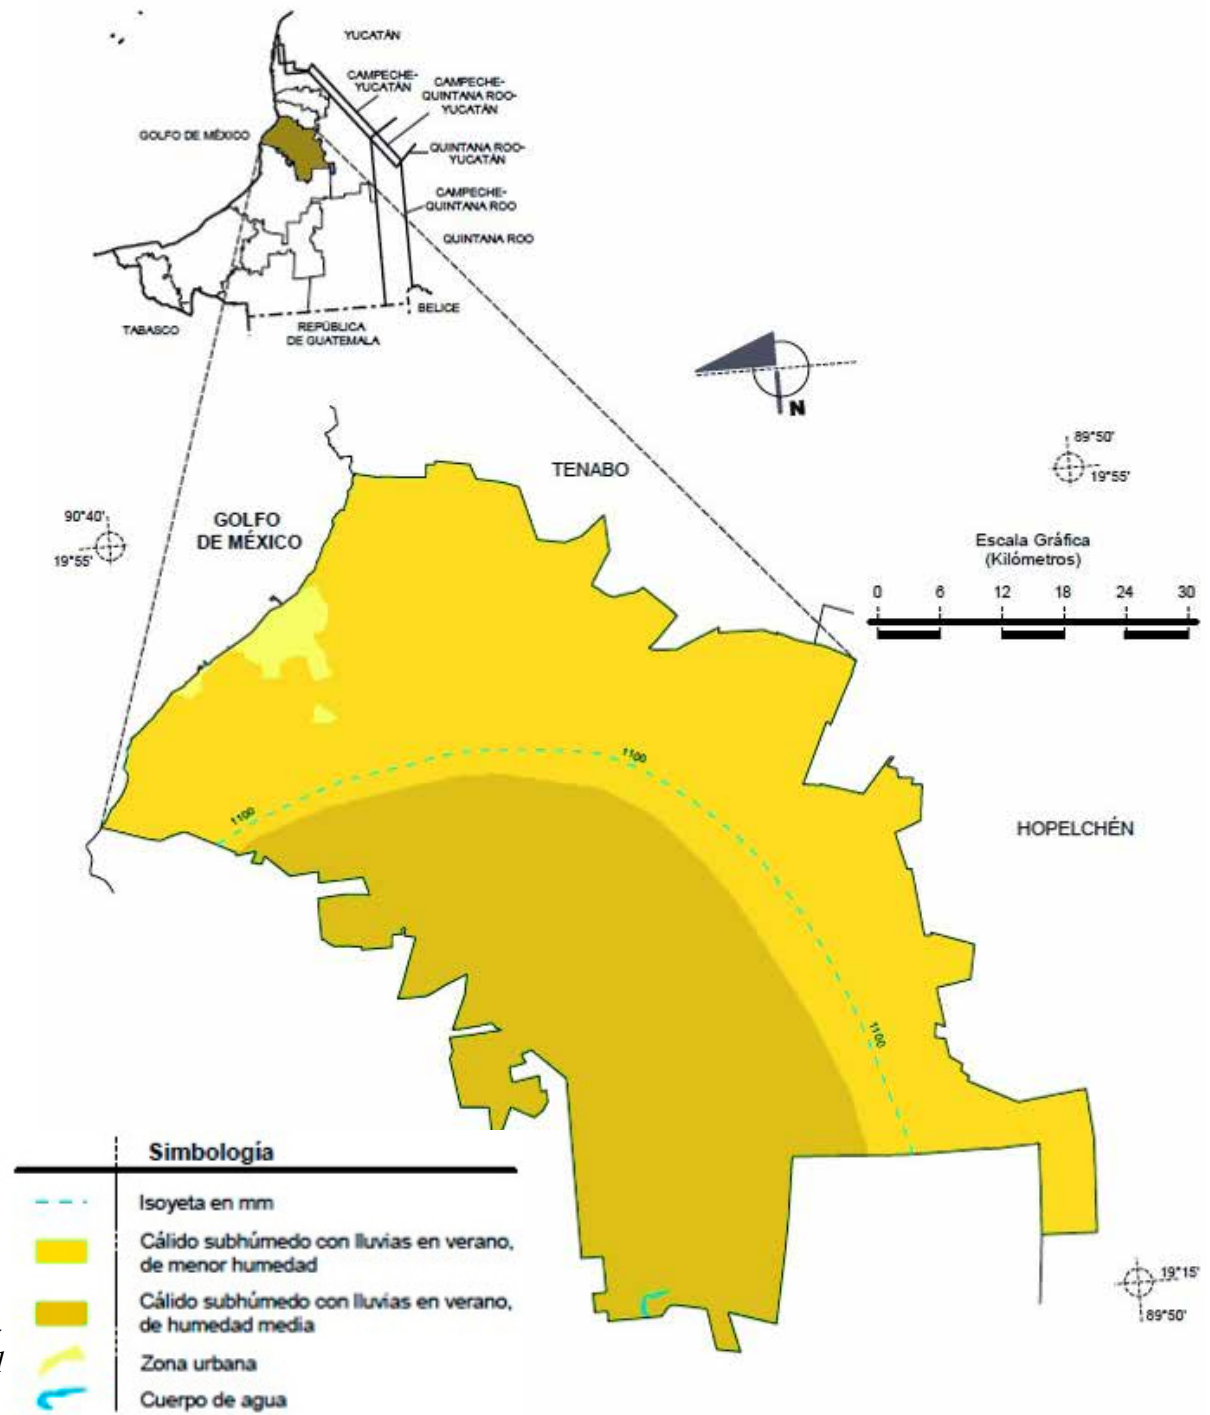 YUCATÁN
CAMPECHE-
YUCATÁN
CAMPECHE-
QUINTANA ROO-
YUCATÁN
GOLFO DE MÉXICO
QUINTANA ROO-
YUCATÁN
CAMPECHE-
QUINTANA ROO
QUINTANA ROO
BELICE
TABASCO
REPÚBLICA
DE GUATEMALA
N
TENABO
89°50'
19°55'
90°40'
19°55'
GOLFO
DE MÉXICO
Escala Gráfica
(Kilómetros)
0 6 12 18 24 30
1100
1100
HOPELCHÉN
1100
Simbología
Isoyeta en mm
Cálido subhúmedo con lluvias en verano,
de menor humedad
Cálido subhúmedo con lluvias en verano,
de humedad media
Zona urbana
Cuerpo de agua
19°15'
89°50'